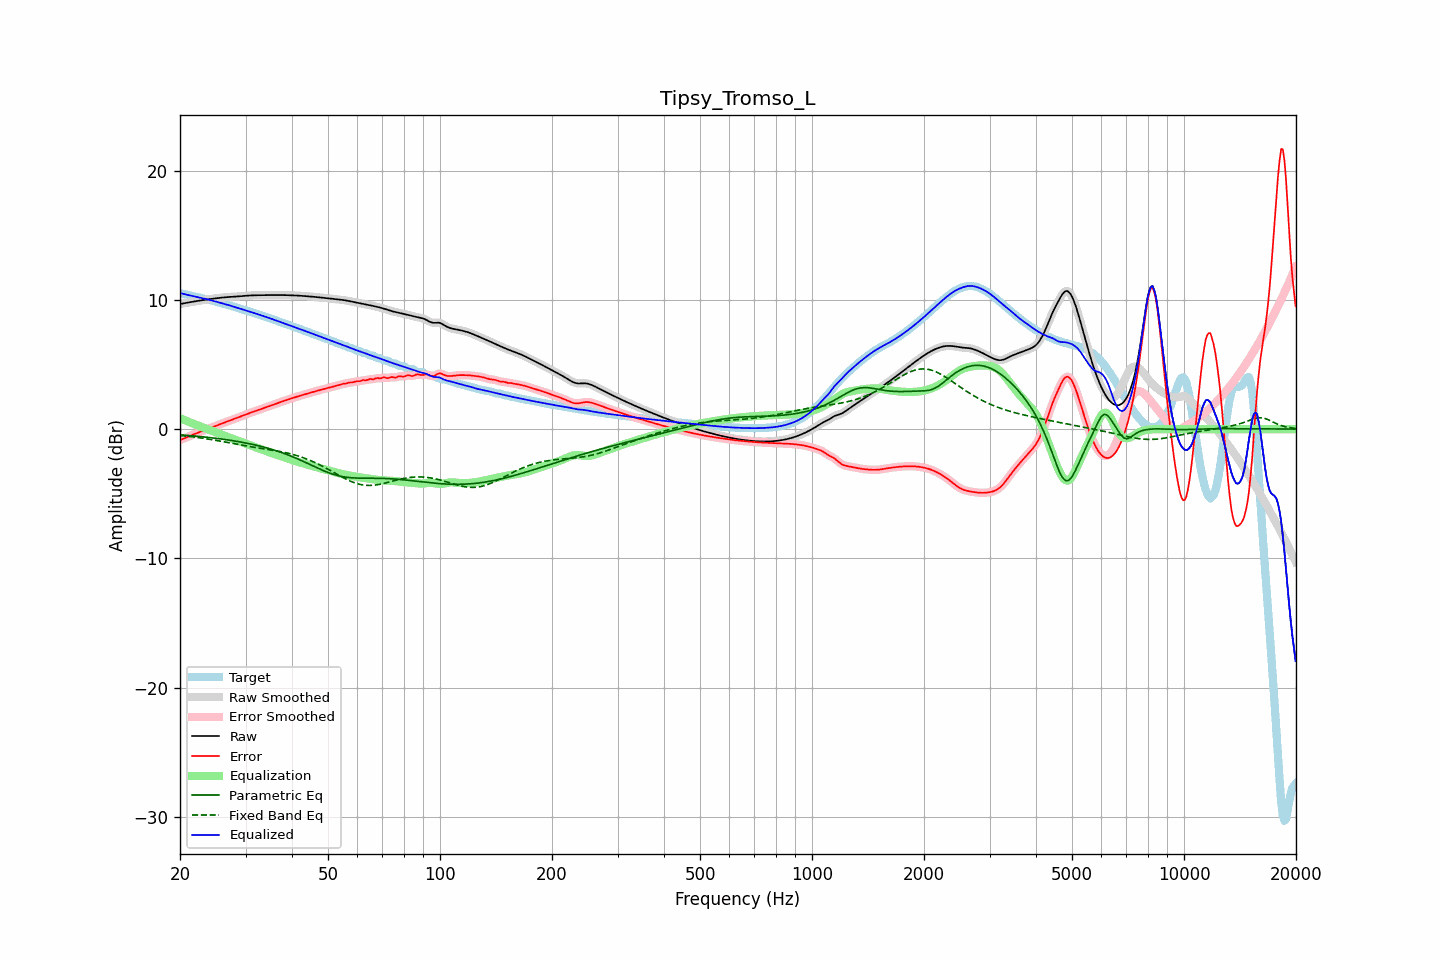 Tipsy_Tromso_L
Amplitude (dBr)
20
10
0
−10
−20
−30
Target
Raw Smoothed
Error Smoothed
Raw
Error
Equalization
Parametric Eq
Fixed Band Eq
Equalized
20 50 100 200 500 1000 2000 5000 10000 20000
Frequency (Hz)